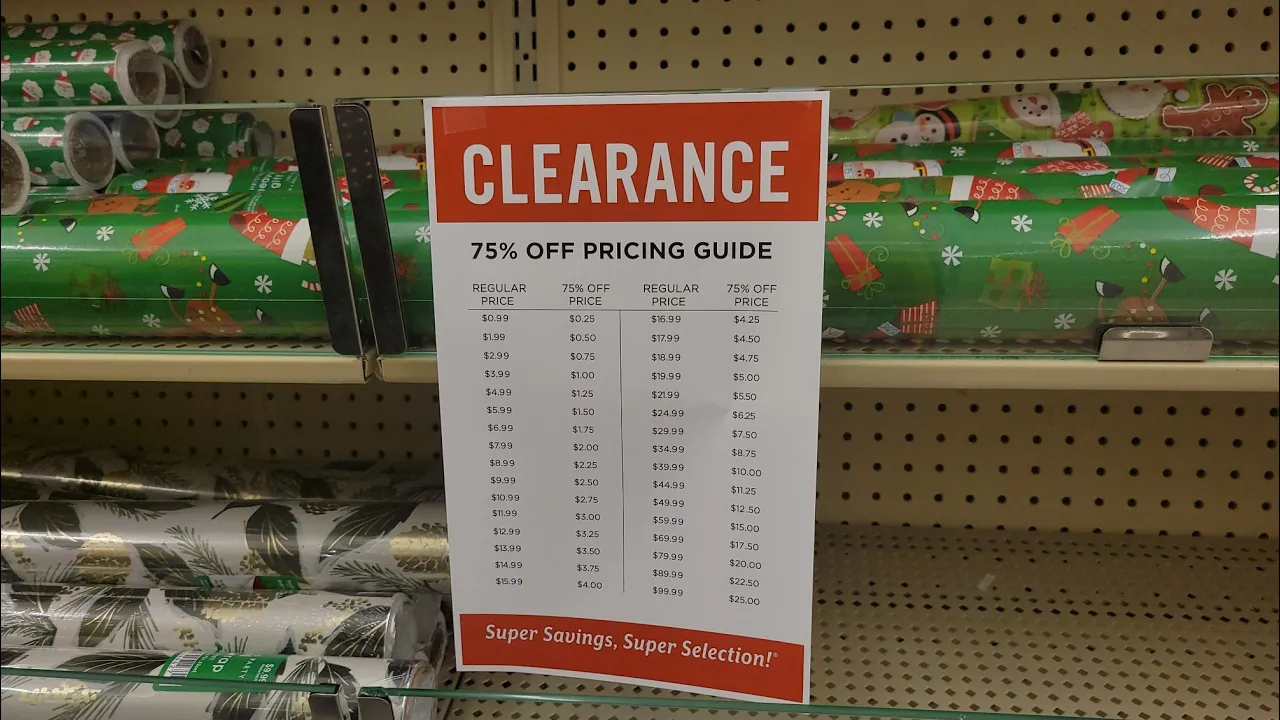 CLEARANCE
75% OFF PRICING GUIDE
REGULAR PRICE 75% OFF PRICE REGULAR PRICE 75% OFF PRICE
$0.99 $0.25 $16.99 $4.25
$1.99 $0.50 $17.99 $4.50
$2.99 $0.75 $18.99 $4.75
$3.99 $1.00 $19.99 $5.00
$4.99 $1.25 $21.99 $5.50
$5.99 $1.50 $24.99 $6.25
$6.99 $1.75 $29.99 $7.50
$7.99 $2.00 $34.99 $8.75
$8.99 $2.25 $39.99 $10.00
$9.99 $2.50 $44.99 $11.25
$10.99 $2.75 $49.99 $12.50
$11.99 $3.00 $59.99 $15.00
$12.99 $3.25 $69.99 $17.50
$13.99 $3.50 $79.99 $20.00
$14.99 $3.75 $89.99 $22.50
$15.99 $4.00 $99.99 $25.00
Super Savings, Super Selection!®
PARTY
$9.99